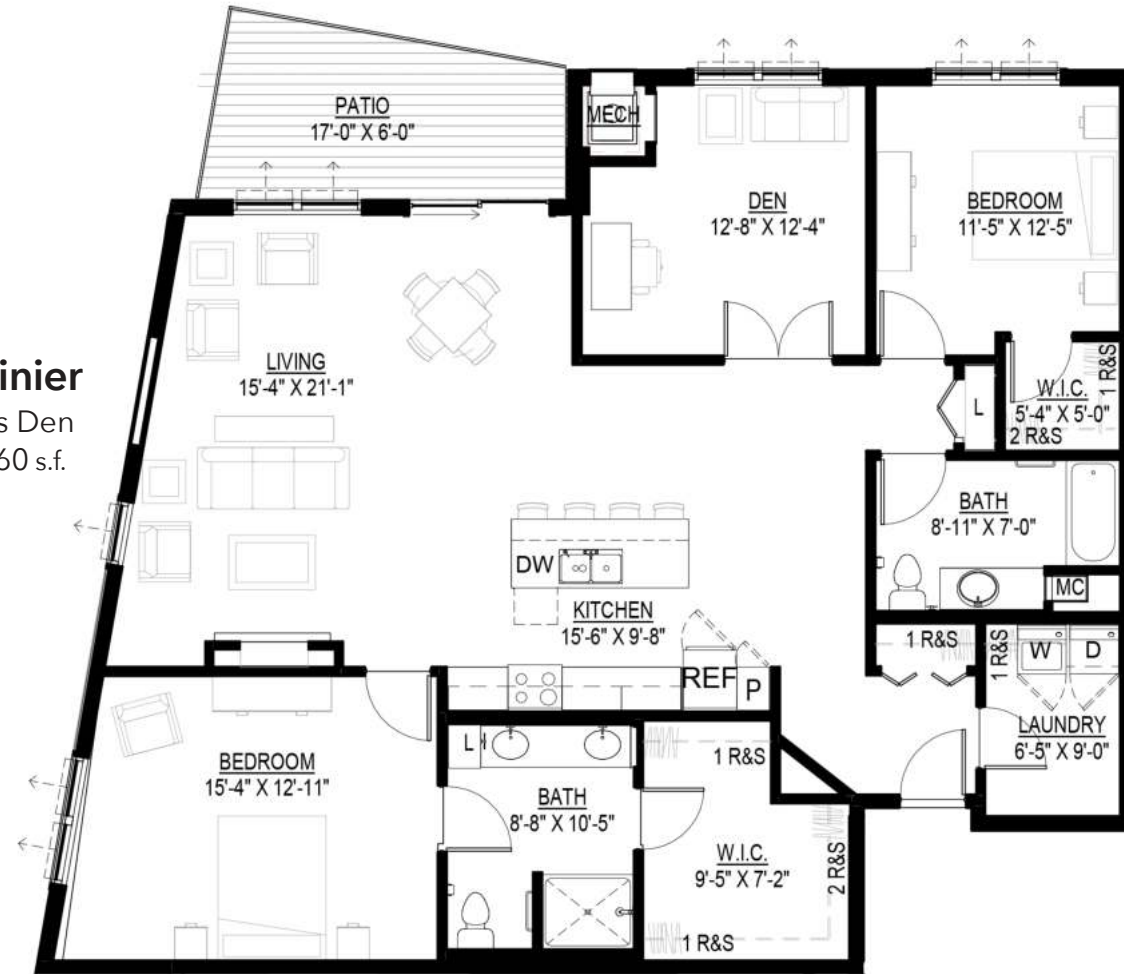 PATIO
17'-0" X 6'-0"
MECH
DEN
12'-8" X 12'-4"
BEDROOM
11'-5" X 12'-5"
LIVING
15'-4" X 21'-1"
inier
s Den
60 s.f.
L
W.I.C.
5'-4" X 5'-0"
1 R&S
2 R&S
BATH
8'-11" X 7'-0"
MC
DW
KITCHEN
15'-6" X 9'-8"
REF
P
1 R&S
1 R&S
W
D
LAUNDRY
6'-5" X 9'-0"
BEDROOM
15'-4" X 12'-11"
L
BATH
8'-8" X 10'-5"
1 R&S
W.I.C.
9'-5" X 7'-2"
2 R&S
1 R&S